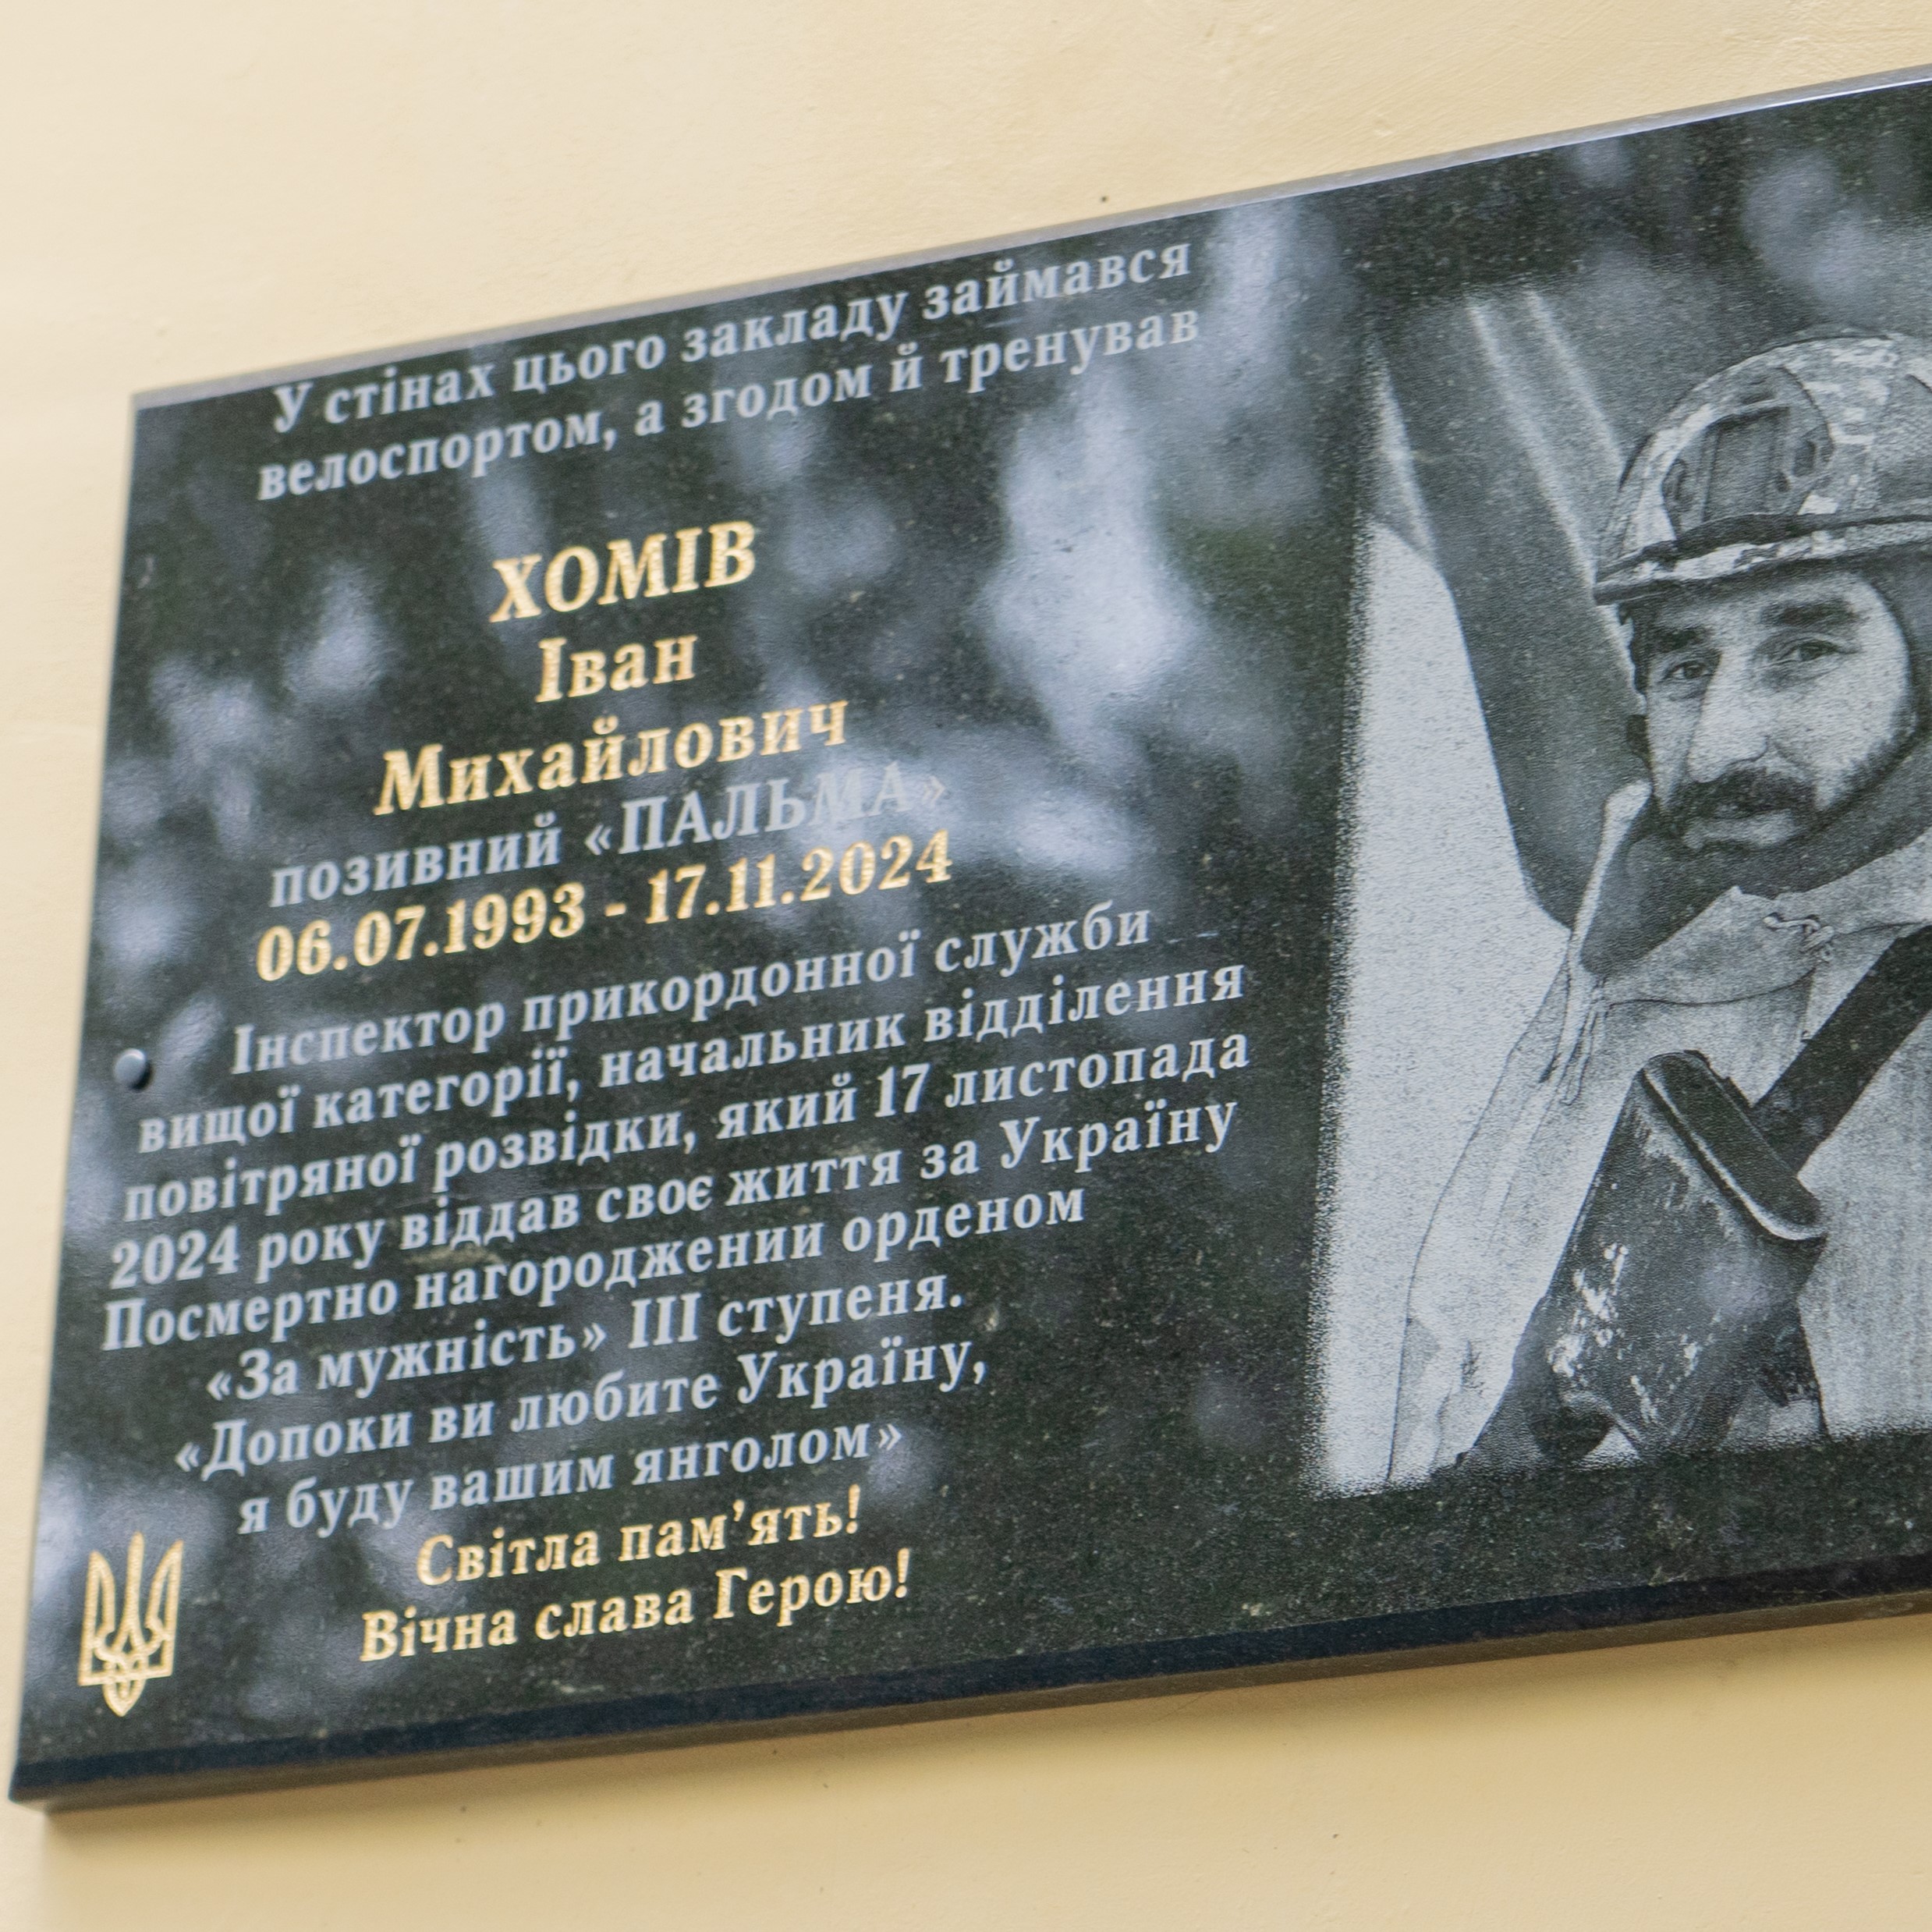 У стінах цього закладу займався
велоспортом, а згодом й тренував
ХОМІВ
Іван
Михайлович
позивний «ПАЛЬМА»
06.07.1993 - 17.11.2024
Інспектор прикордонної служби
вищої категорії, начальник відділення
повітряної розвідки, який 17 листопада
2024 року віддав своє життя за Україну
Посмертно нагороджении орденом
«За мужність» ІІІ ступеня.
«Допоки ви любите Україну,
я буду вашим янголом»
Світла пам’ять!
Вічна слава Герою!